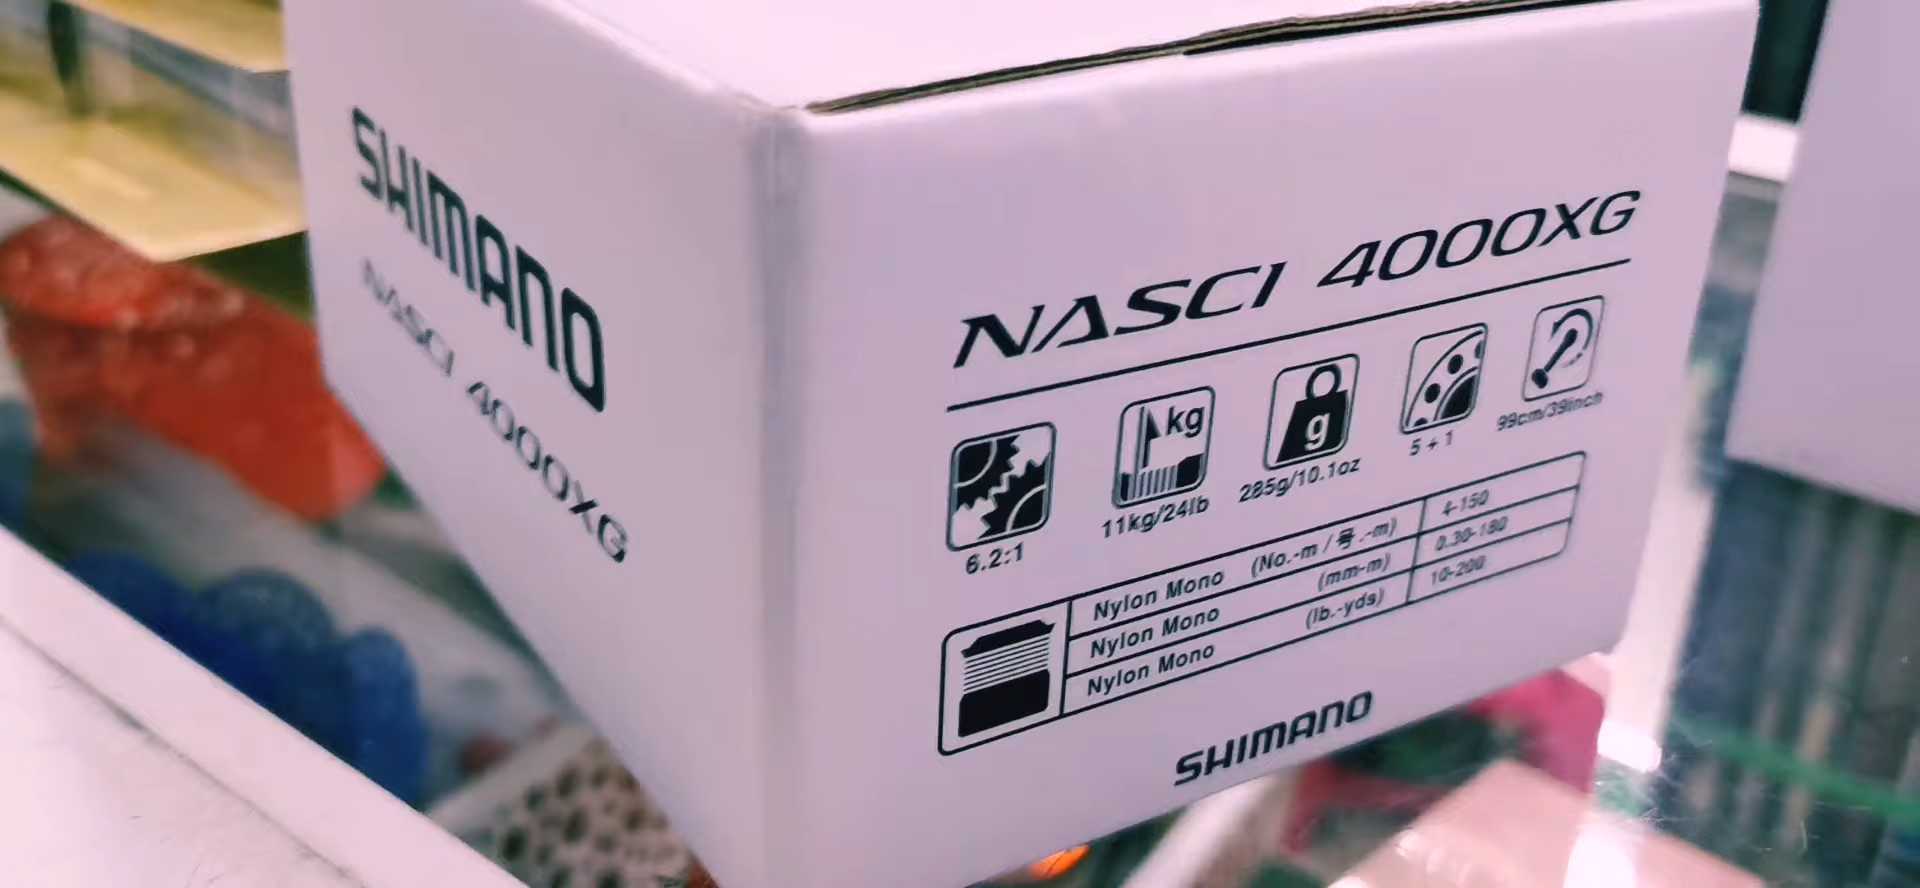 SHIMANO
NASCI 4000XG
NASCI 4000XG
kg
g
6.2:1
11kg/24lb
285g/10.1oz
5+1
99cm/39inch
Nylon Mono (No.-m/号.-m) 4-150
Nylon Mono (mm-m) 0.30-180
Nylon Mono (lb.-yds) 10-200
SHIMANO